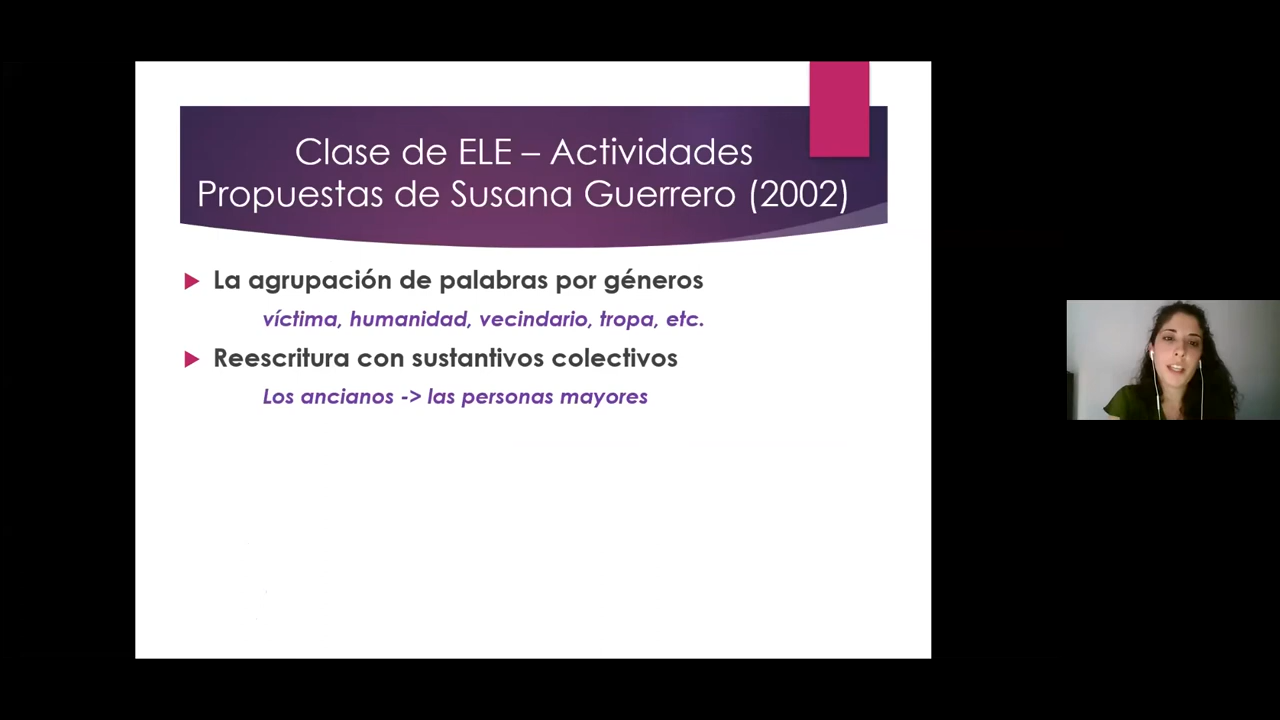 Clase de ELE – Actividades
Propuestas de Susana Guerrero (2002)
La agrupación de palabras por géneros
víctima, humanidad, vecindario, tropa, etc.
Reescritura con sustantivos colectivos
Los ancianos -> las personas mayores